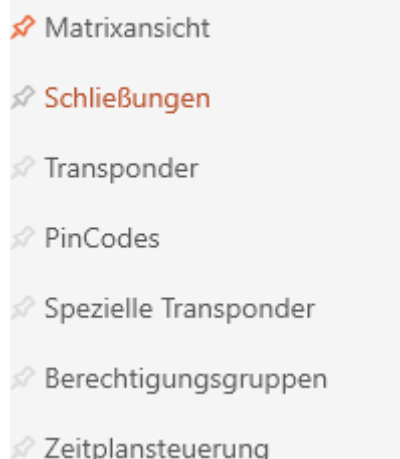 Matrixansicht
Schließungen
Transponder
PinCodes
Spezielle Transponder
Berechtigungsgruppen
Zeitplansteuerung